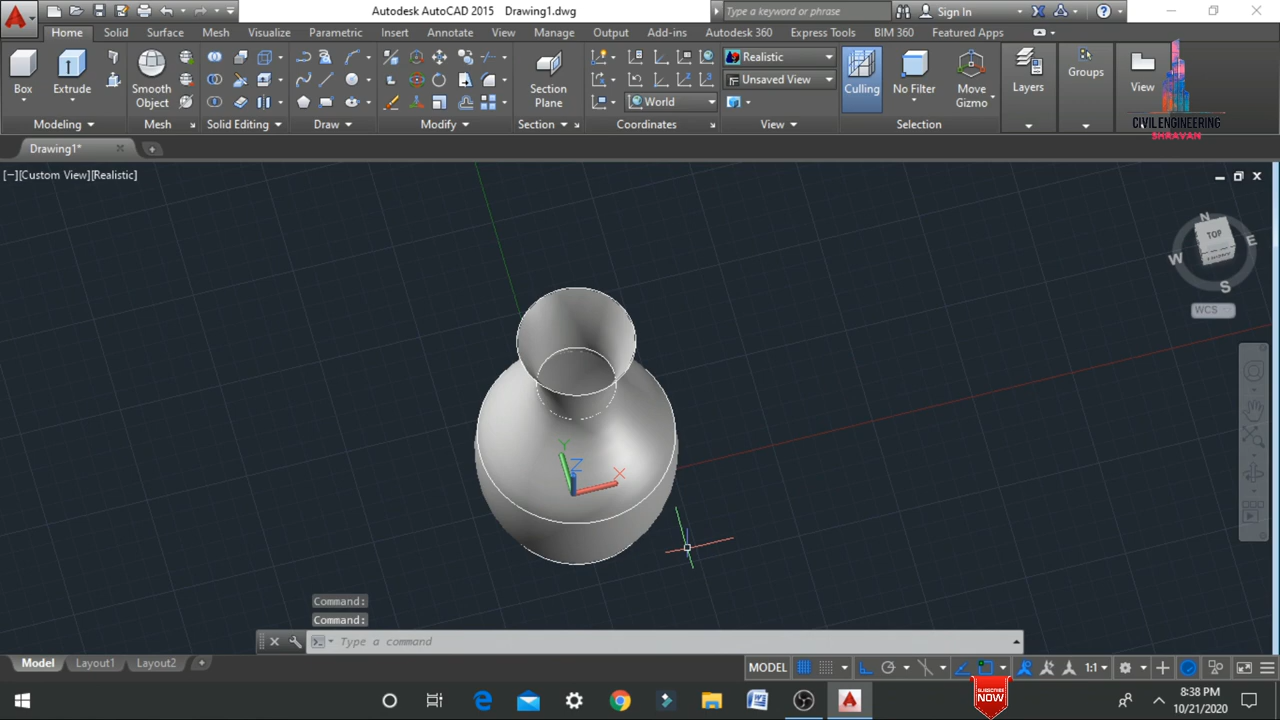 Autodesk AutoCAD 2015 Drawing1.dwg
Type a keyword or phrase
Sign In
Home Solid Surface Mesh Visualize Parametric Insert Annotate View Manage Output Add-ins Autodesk 360 Express Tools BIM 360 Featured Apps
Box
Extrude
Smooth
Object
Section
Plane
Realistic
Unsaved View
World
Culling
No Filter
Move
Gizmo
Layers
Groups
View
Modeling
Mesh
Solid Editing
Draw
Modify
Section
Coordinates
View
Selection
CIVIL ENGINEERING
SHRAVAN
Drawing1*
[−][Custom View][Realistic]
N
TOP
W
E
S
WCS
Y
Z
X
Command:
Command:
Type a command
Model Layout1 Layout2
MODEL
1:1
SUBSCRIBE
NOW
8:38 PM
10/21/2020